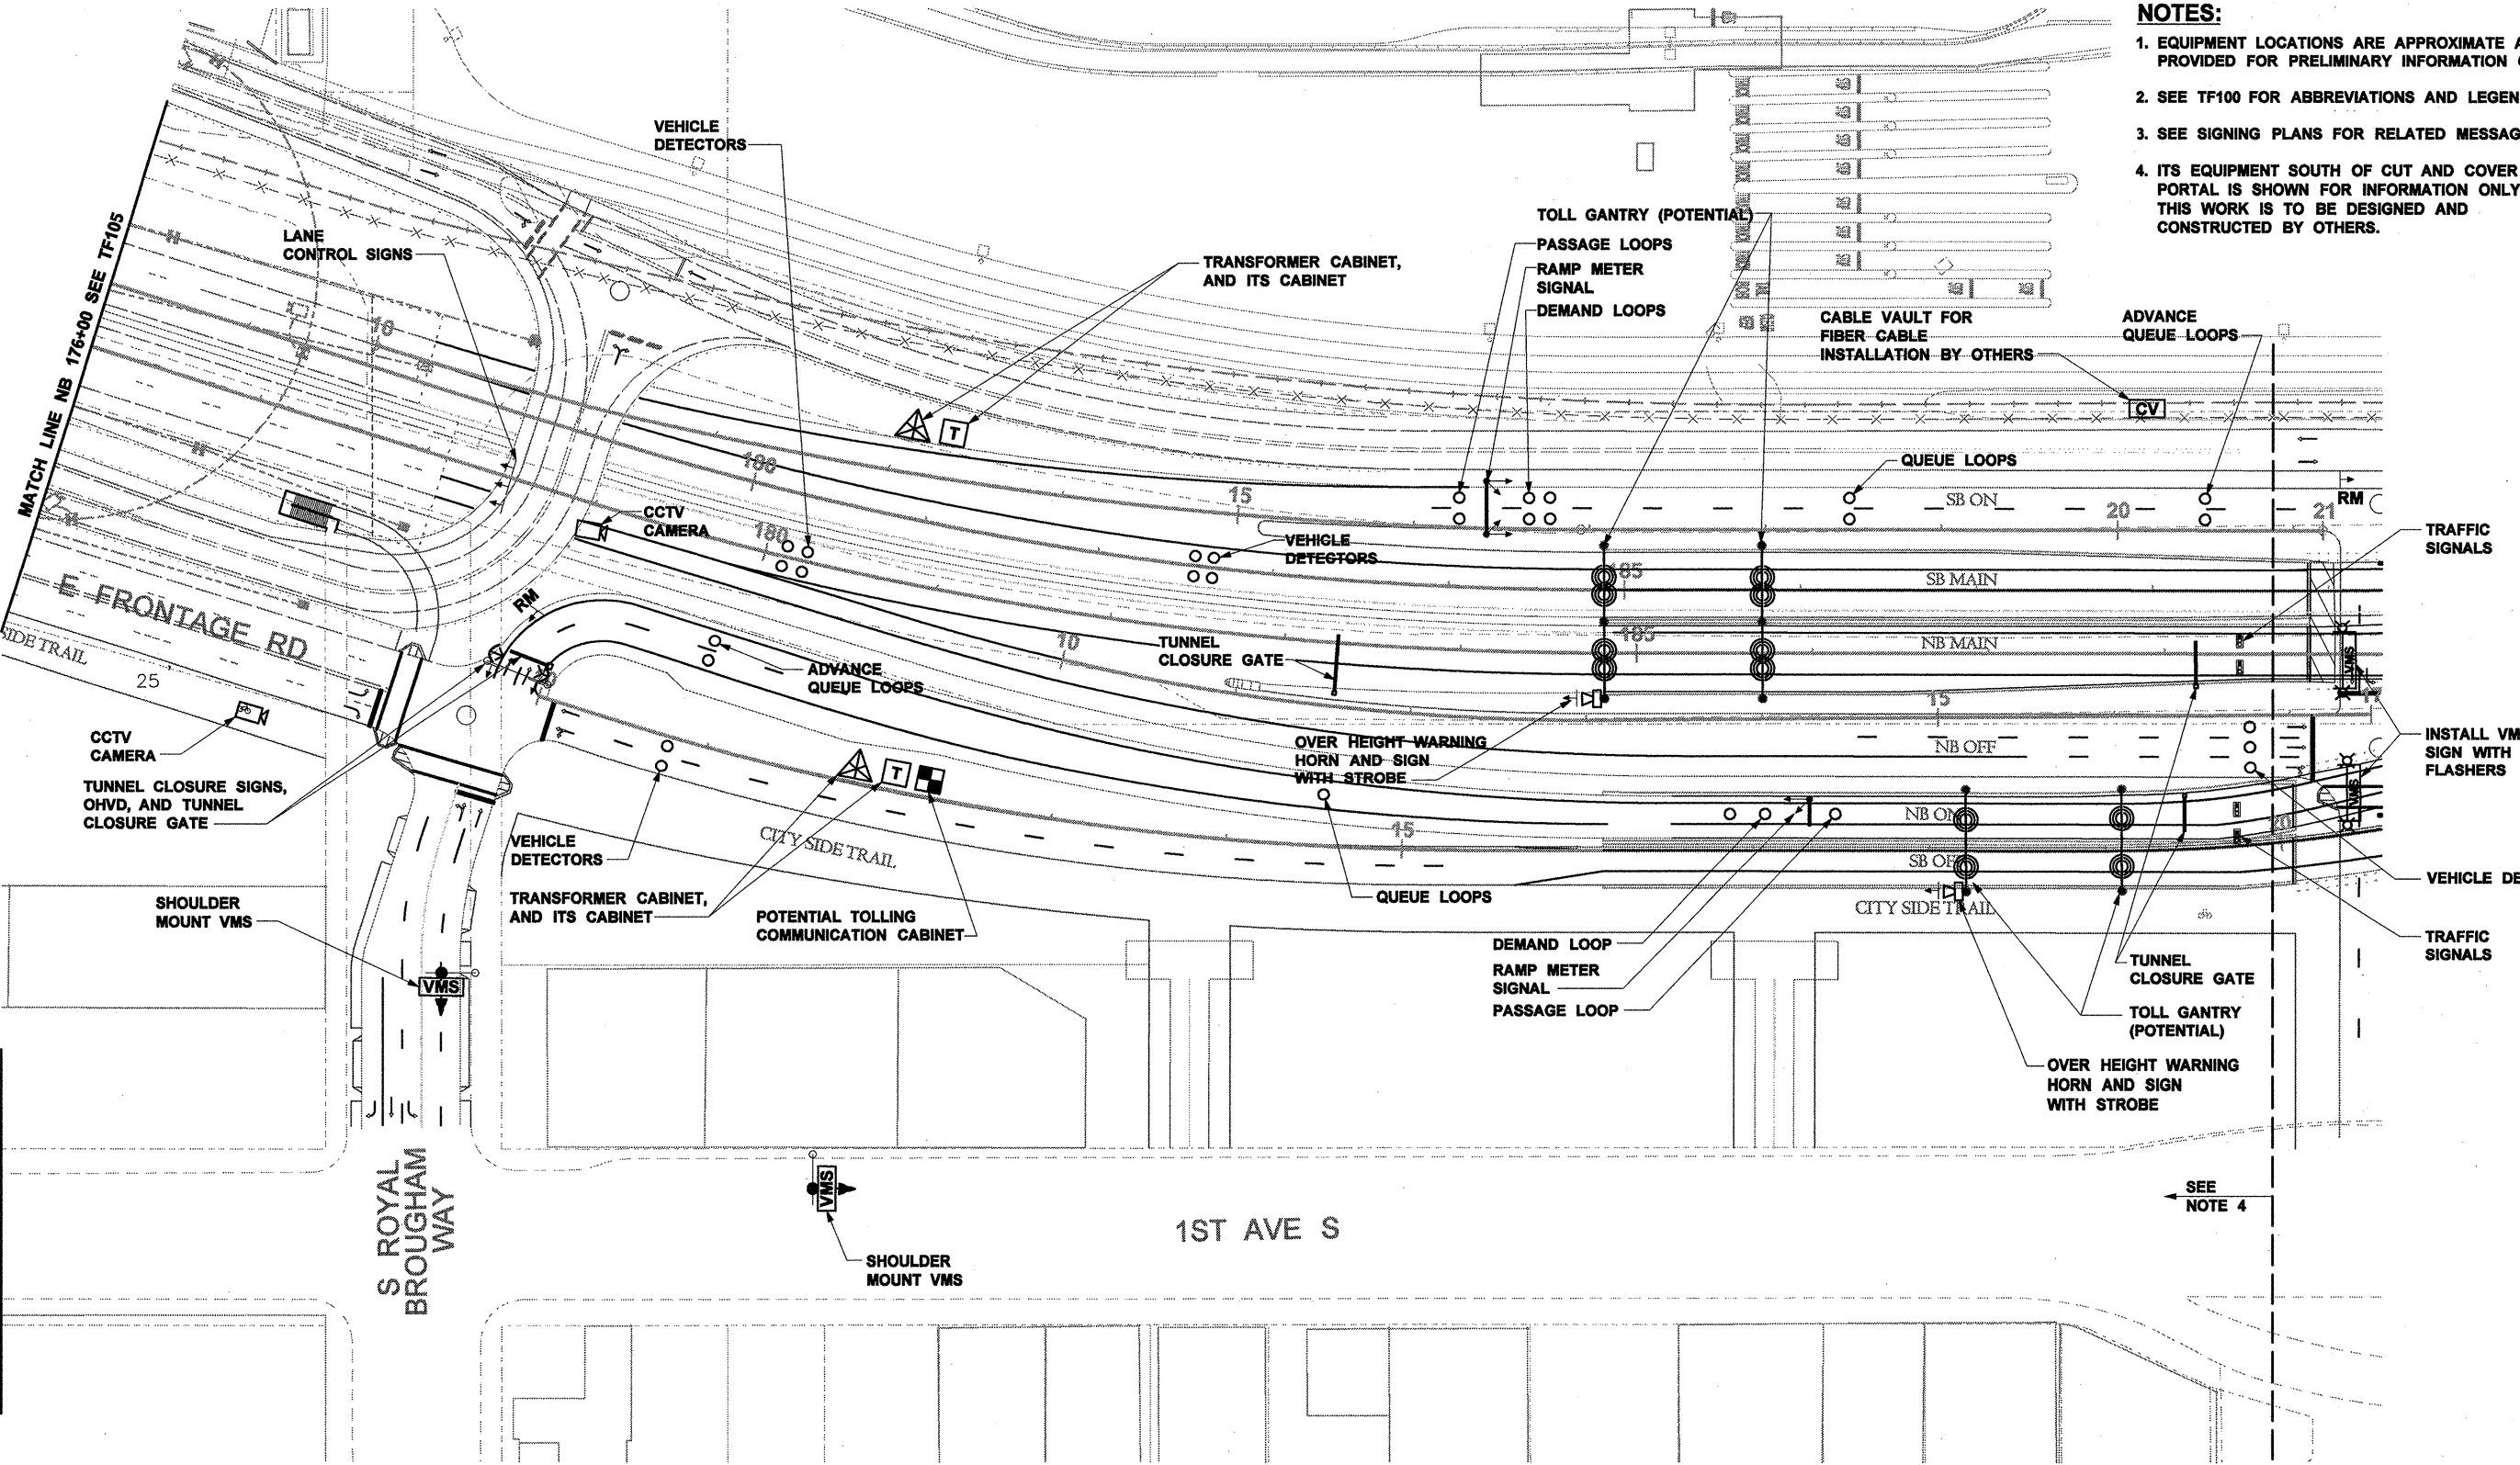 NOTES:
1. EQUIPMENT LOCATIONS ARE APPROXIMATE
PROVIDED FOR PRELIMINARY INFORMATION
2. SEE TF100 FOR ABBREVIATIONS AND LEGEN
3. SEE SIGNING PLANS FOR RELATED MESSAG
4. ITS EQUIPMENT SOUTH OF CUT AND COVER
PORTAL IS SHOWN FOR INFORMATION ONLY
THIS WORK IS TO BE DESIGNED AND
CONSTRUCTED BY OTHERS.
VEHICLE
DETECTORS
LANE
CONTROL SIGNS
MATCH LINE NB 176+00 SEE TF105
10
TRANSFORMER CABINET,
AND ITS CABINET
TOLL GANTRY (POTENTIAL)
PASSAGE LOOPS
RAMP METER
SIGNAL
DEMAND LOOPS
CABLE VAULT FOR
FIBER CABLE
INSTALLATION BY OTHERS
ADVANCE
QUEUE LOOPS
CV
T
180
15
QUEUE LOOPS
SB ON
RM
20
21
CCTV
CAMERA
180
VEHICLE
DETECTORS
TRAFFIC
SIGNALS
185
SB MAIN
E FRONTAGE RD
RM
10
185
NB MAIN
TUNNEL
CLOSURE GATE
VMS
SIDE TRAIL
25
ADVANCE
QUEUE LOOPS
15
17
CCTV
CAMERA
OVER HEIGHT WARNING
HORN AND SIGN
WITH STROBE
NB OFF
INSTALL VM
SIGN WITH
FLASHERS
TUNNEL CLOSURE SIGNS,
OHVD, AND TUNNEL
CLOSURE GATE
T
VMS
NB ON
20
VEHICLE
DETECTORS
CITY SIDE TRAIL
15
SB OFF
VEHICLE DE
SHOULDER
MOUNT VMS
TRANSFORMER CABINET,
AND ITS CABINET
POTENTIAL TOLLING
COMMUNICATION CABINET
QUEUE LOOPS
CITY SIDE TRAIL
DEMAND LOOP
RAMP METER
SIGNAL
PASSAGE LOOP
TRAFFIC
SIGNALS
TUNNEL
CLOSURE GATE
VMS
TOLL GANTRY
(POTENTIAL)
OVER HEIGHT WARNING
HORN AND SIGN
WITH STROBE
S ROYAL
BROUGHAM
WAY
VMS
1ST AVE S
SEE
NOTE 4
SHOULDER
MOUNT VMS